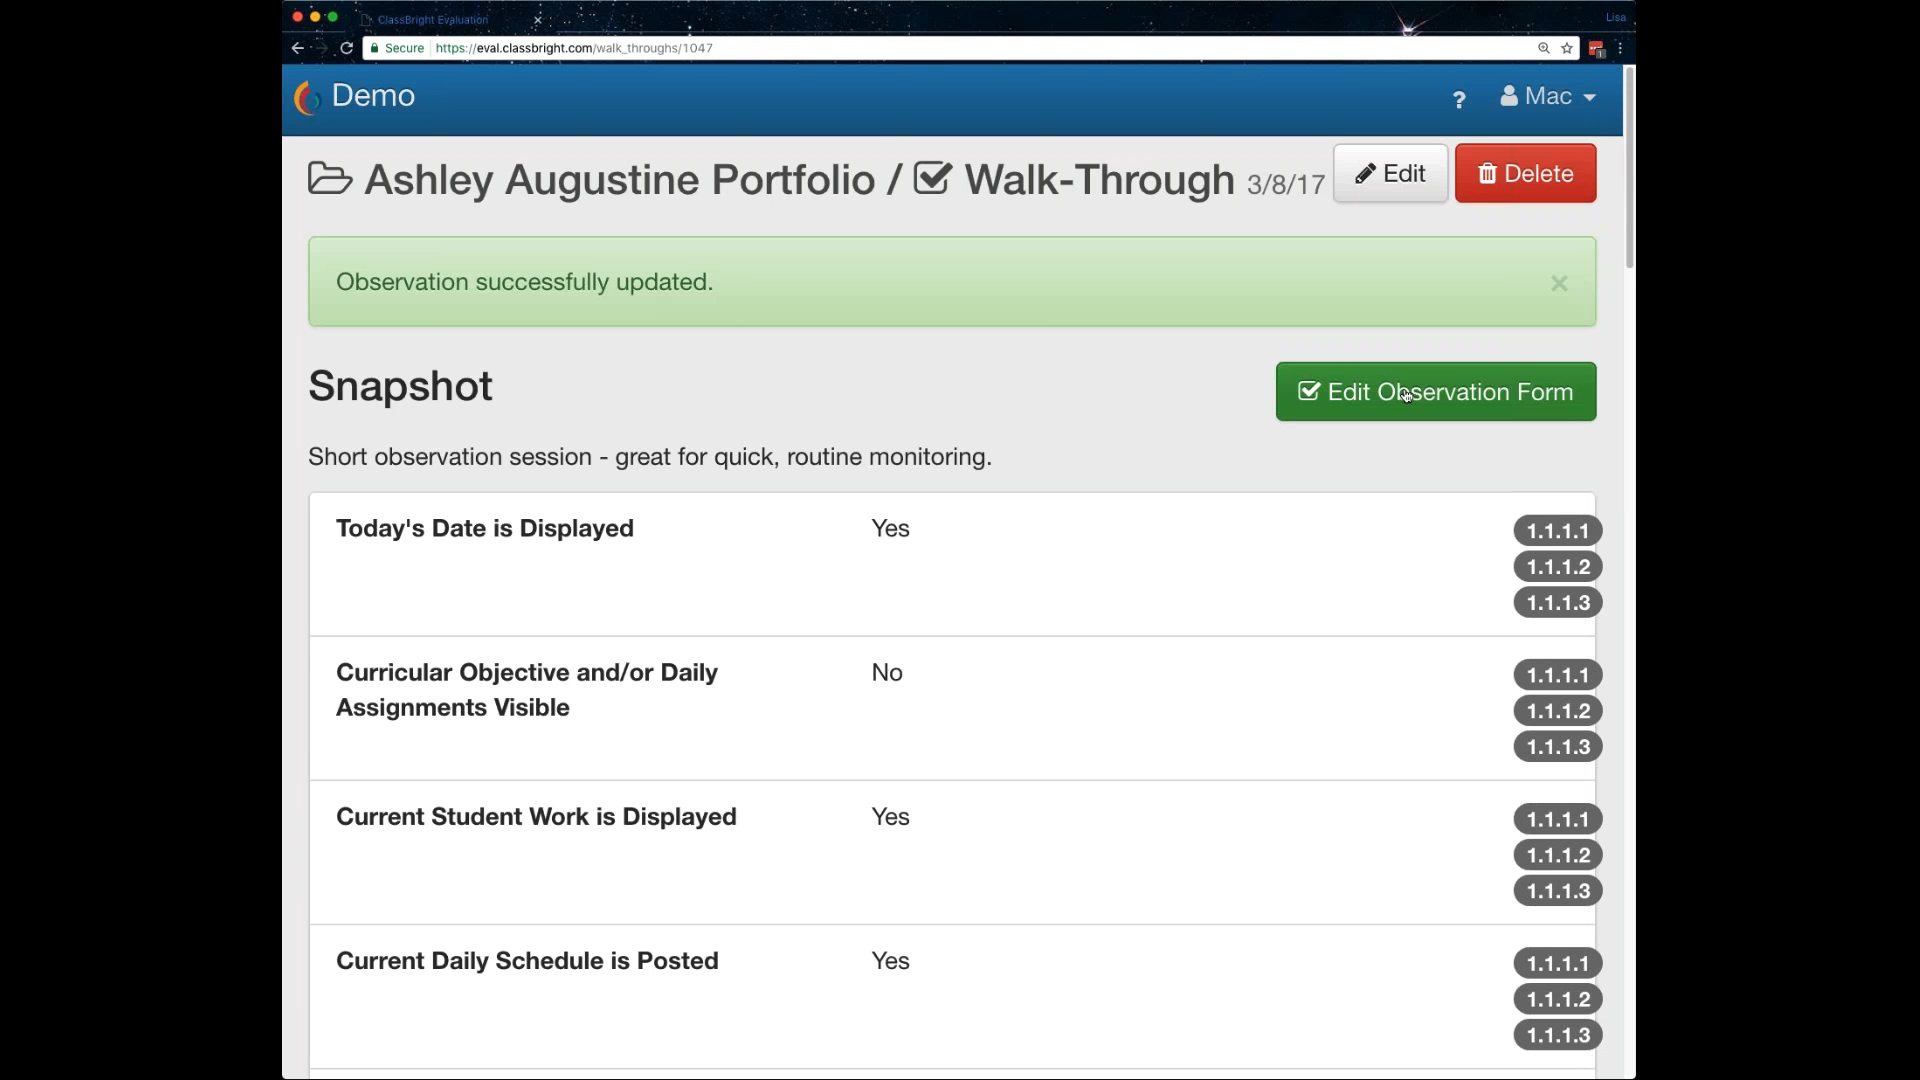 ClassBright Evaluation
Lisa
Secure https://eval.classbright.com/walk_throughs/1047
Demo
? Mac
Ashley Augustine Portfolio / Walk-Through 3/8/17 Edit Delete
Observation successfully updated.
Snapshot
Edit Observation Form
Short observation session - great for quick, routine monitoring.
Today's Date is Displayed Yes 1.1.1.1
1.1.1.2
1.1.1.3
Curricular Objective and/or Daily No 1.1.1.1
Assignments Visible 1.1.1.2
1.1.1.3
Current Student Work is Displayed Yes 1.1.1.1
1.1.1.2
1.1.1.3
Current Daily Schedule is Posted Yes 1.1.1.1
1.1.1.2
1.1.1.3